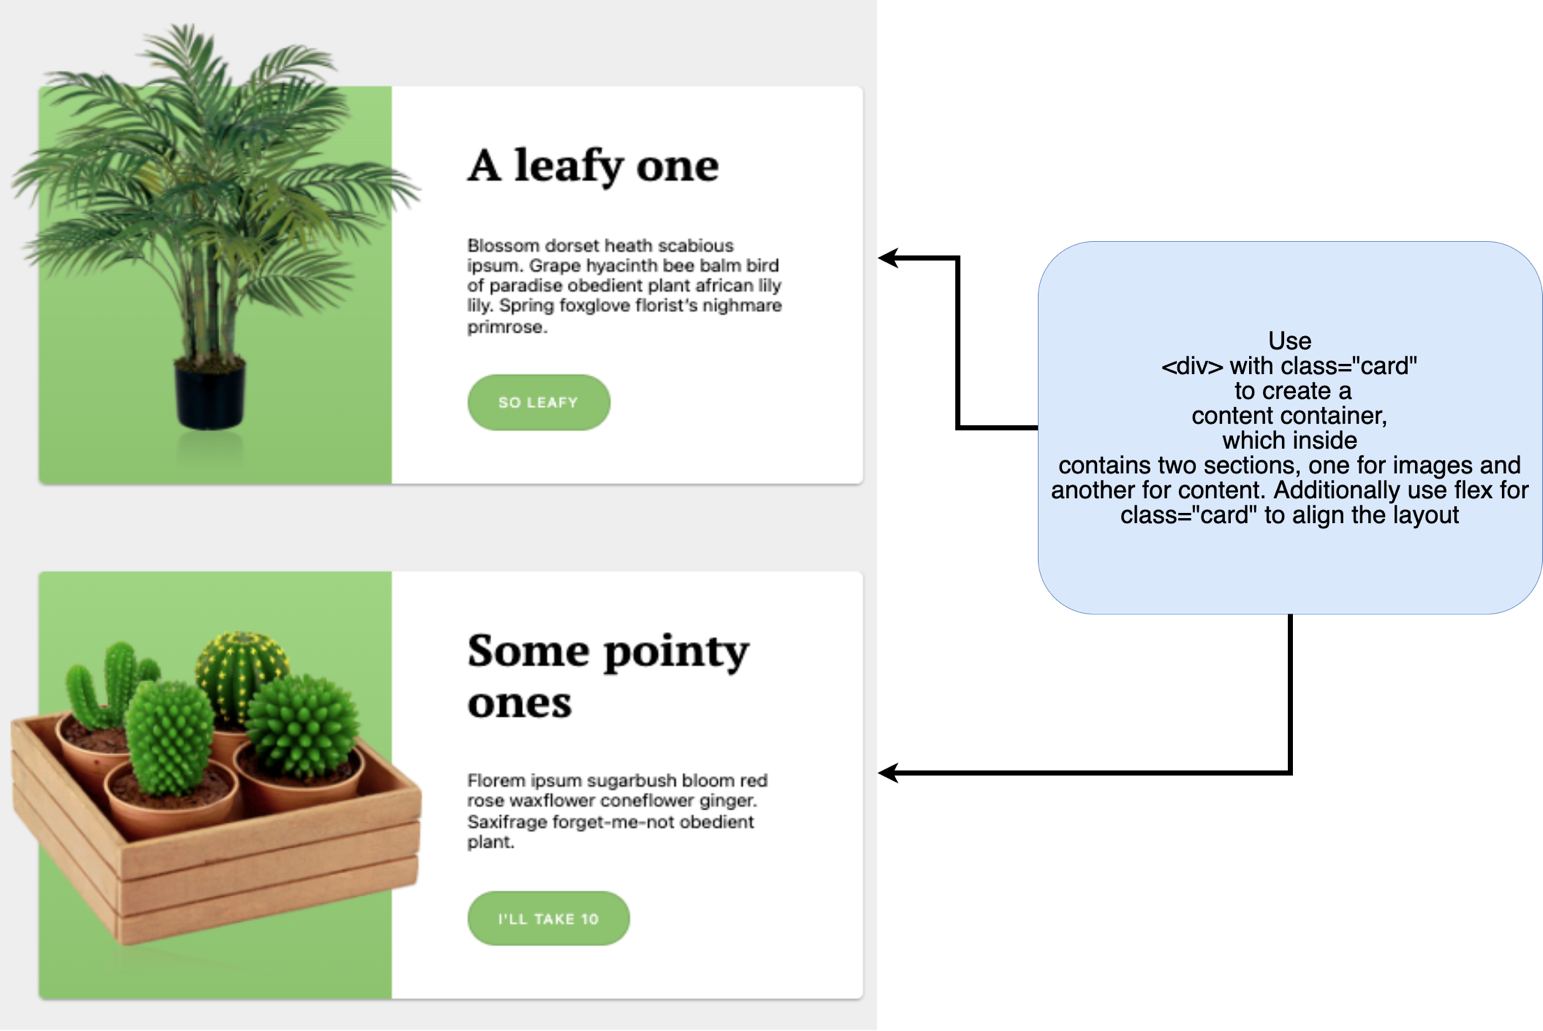 A leafy one
Blossom dorset heath scabious
ipsum. Grape hyacinth bee balm bird
of paradise obedient plant african lily
lily. Spring foxglove florist's nighmare
primrose.
SO LEAFY
Some pointy
ones
Florem ipsum sugarbush bloom red
rose waxflower coneflower ginger.
Saxifrage forget-me-not obedient
plant.
I'LL TAKE 10
Use
<div> with class="card"
to create a
content container,
which inside
contains two sections, one for images and
another for content. Additionally use flex for
class="card" to align the layout